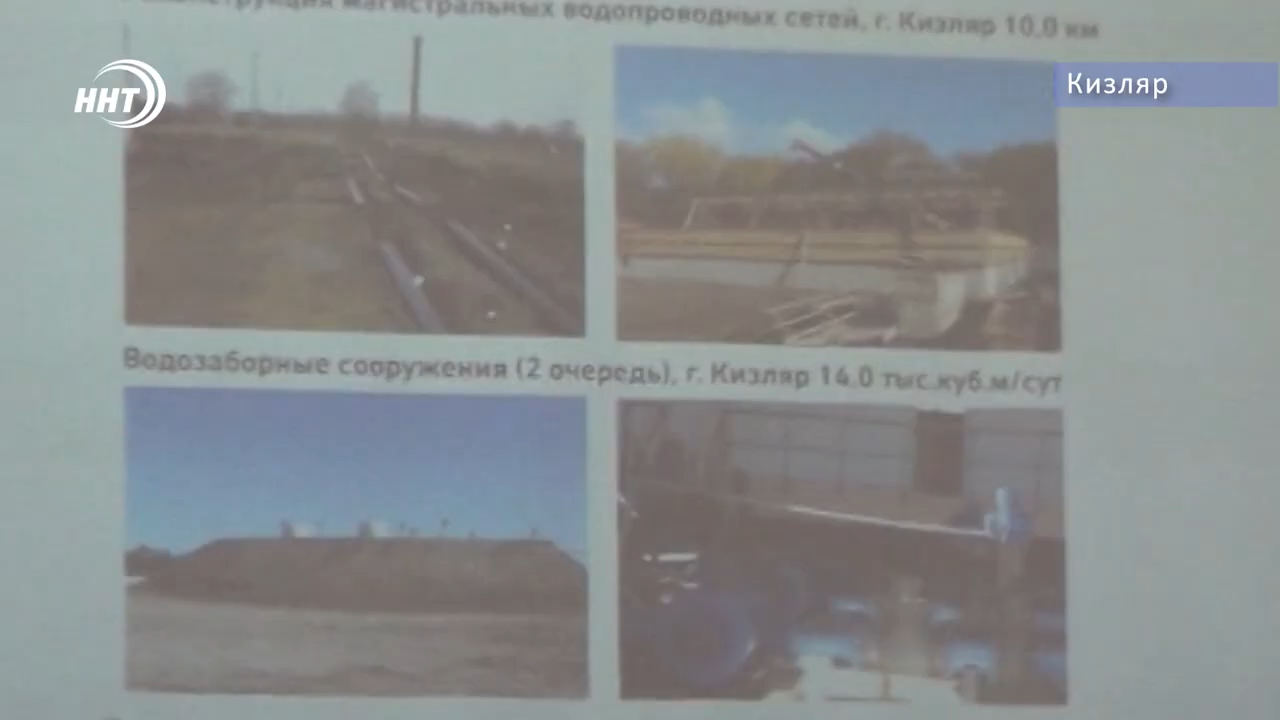 магистральных водопроводных сетей, г. Кизляр 10,0 км
ННТ
Кизляр
Водозаборные сооружения (2 очередь), г. Кизляр 14.0 тыс.куб.м/сут